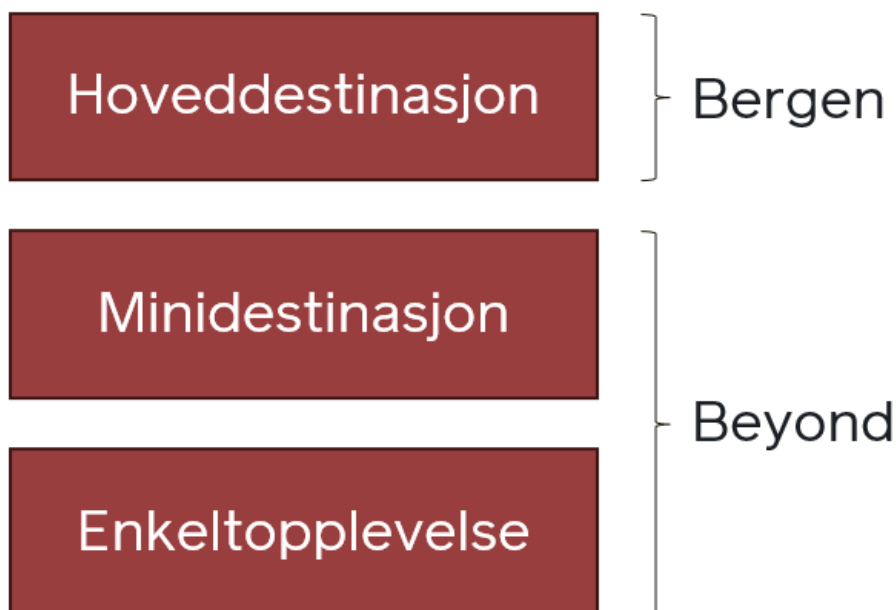 Hoveddestinasjon
Bergen
Minidestinasjon
Beyond
Enkeltopplevelse